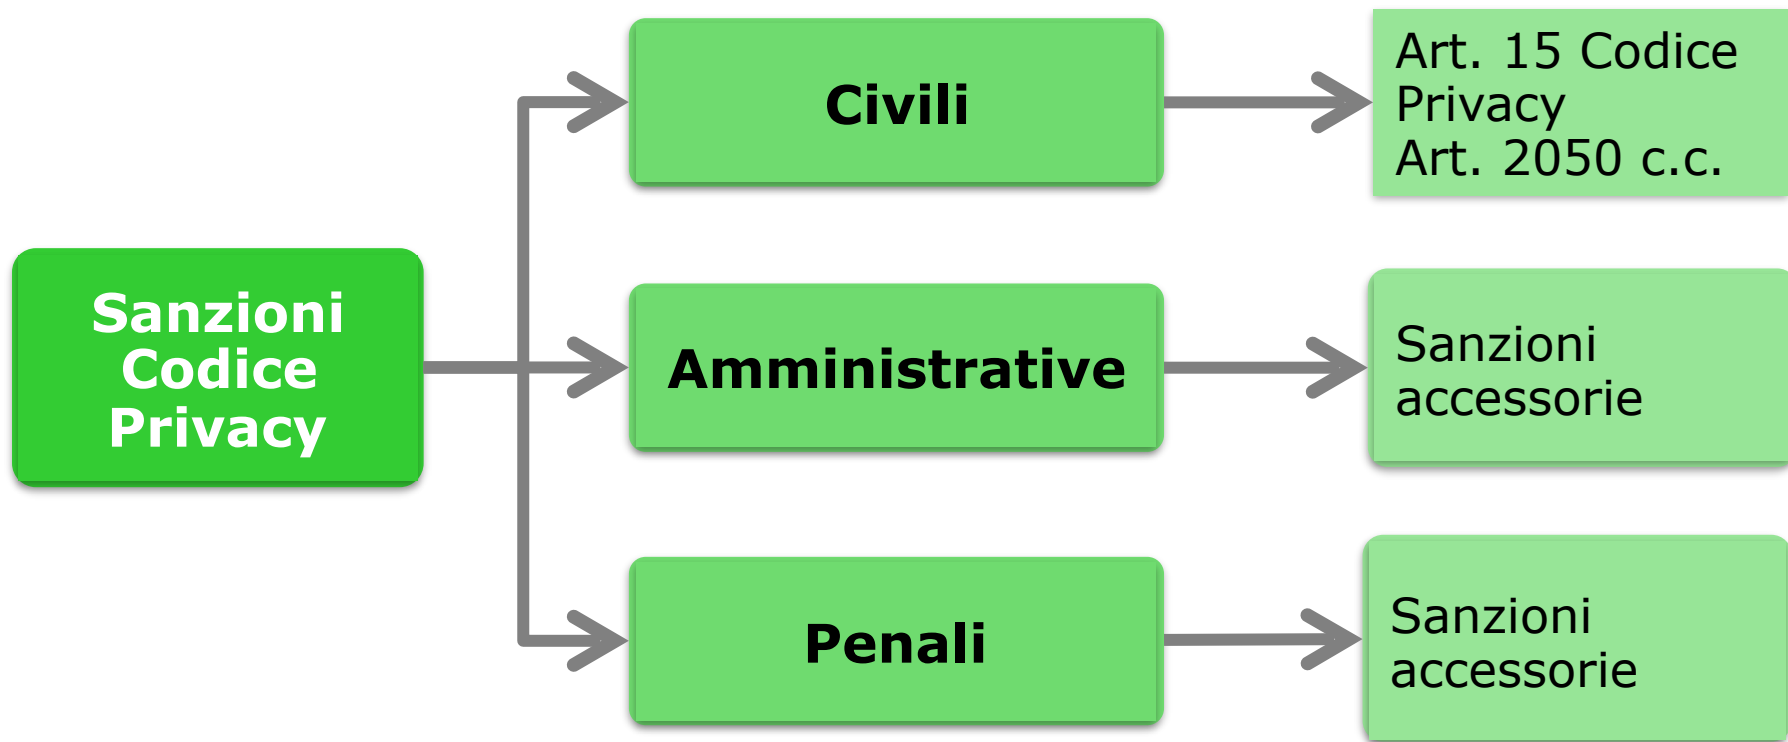 Sanzioni
Codice
Privacy
Civili
Art. 15 Codice
Privacy
Art. 2050 c.c.
Amministrative
Sanzioni
accessorie
Penali
Sanzioni
accessorie